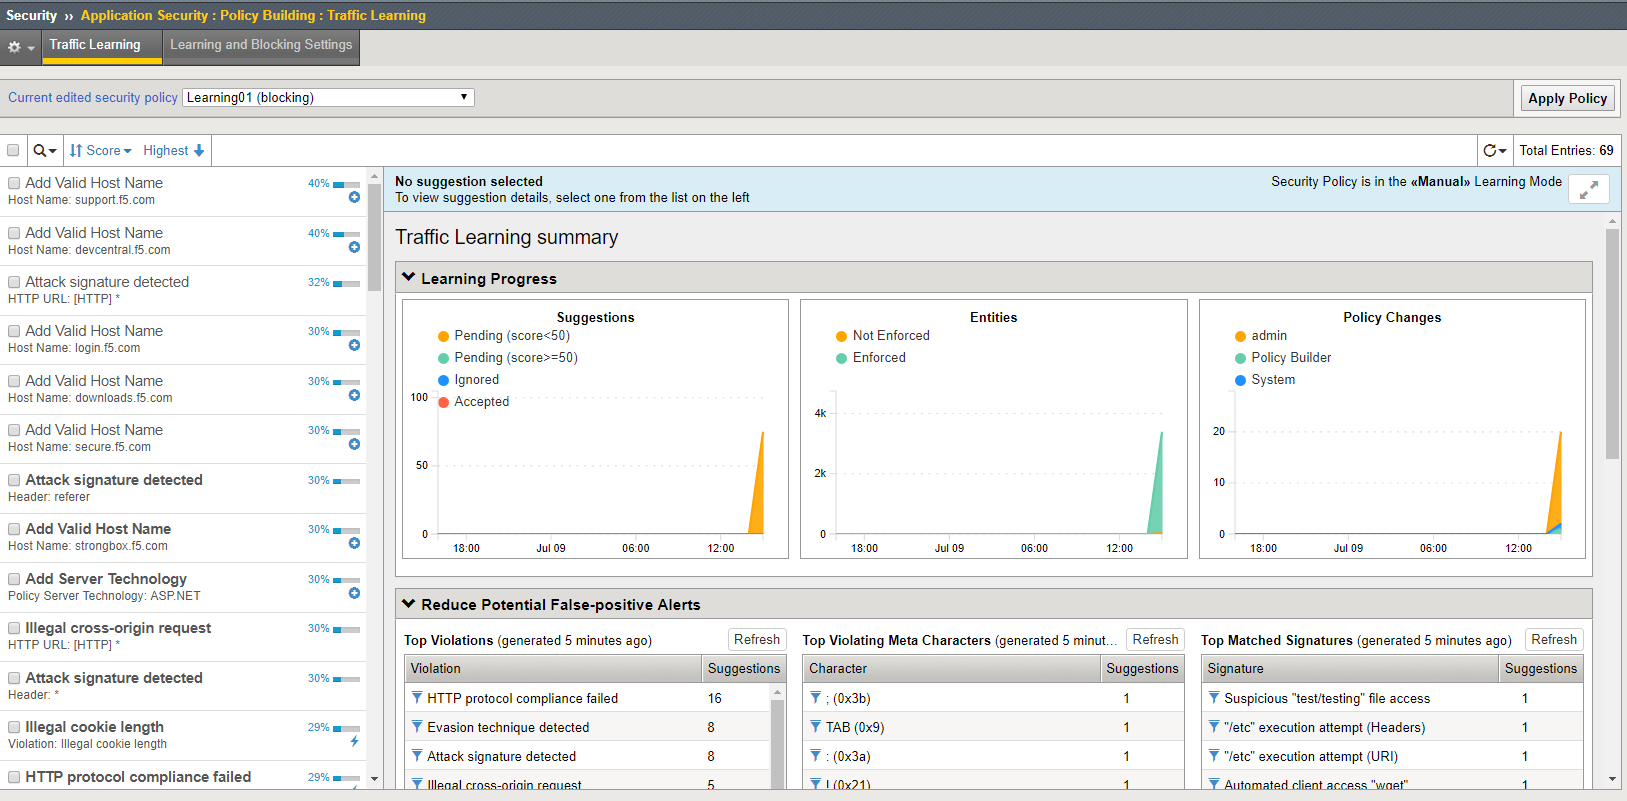 Security ›› Application Security : Policy Building : Traffic Learning
Traffic Learning
Learning and Blocking Settings
Current edited security policy
Learning01 (blocking)
Apply Policy
Score
Highest
Total Entries: 69
Add Valid Host Name
40%
Host Name: support.f5.com
Add Valid Host Name
40%
Host Name: devcentral.f5.com
Attack signature detected
32%
HTTP URL: [HTTP] *
Add Valid Host Name
30%
Host Name: login.f5.com
Add Valid Host Name
30%
Host Name: downloads.f5.com
Add Valid Host Name
30%
Host Name: secure.f5.com
Attack signature detected
30%
Header: referer
Add Valid Host Name
30%
Host Name: strongbox.f5.com
Add Server Technology
30%
Policy Server Technology: ASP.NET
Illegal cross-origin request
30%
HTTP URL: [HTTP] *
Attack signature detected
30%
Header: *
Illegal cookie length
29%
Violation: Illegal cookie length
HTTP protocol compliance failed
29%
No suggestion selected
To view suggestion details, select one from the list on the left
Security Policy is in the «Manual» Learning Mode
Traffic Learning summary
Learning Progress
Suggestions
Pending (score<50)
Pending (score>=50)
Ignored
Accepted
100
50
0
18:00
Jul 09
06:00
12:00
Entities
Not Enforced
Enforced
4k
2k
0
18:00
Jul 09
06:00
12:00
Policy Changes
admin
Policy Builder
System
20
10
0
18:00
Jul 09
06:00
12:00
Reduce Potential False-positive Alerts
Top Violations (generated 5 minutes ago)
Refresh
Violation
Suggestions
HTTP protocol compliance failed
16
Evasion technique detected
8
Attack signature detected
8
Illegal cross-origin request
5
Top Violating Meta Characters (generated 5 minut...
Refresh
Character
Suggestions
; (0x3b)
1
TAB (0x9)
1
: (0x3a)
1
! (0x21)
1
Top Matched Signatures (generated 5 minutes ago)
Refresh
Signature
Suggestions
Suspicious "test/testing" file access
1
"/etc" execution attempt (Headers)
1
"/etc" execution attempt (URI)
1
Automated client access "wget"
1